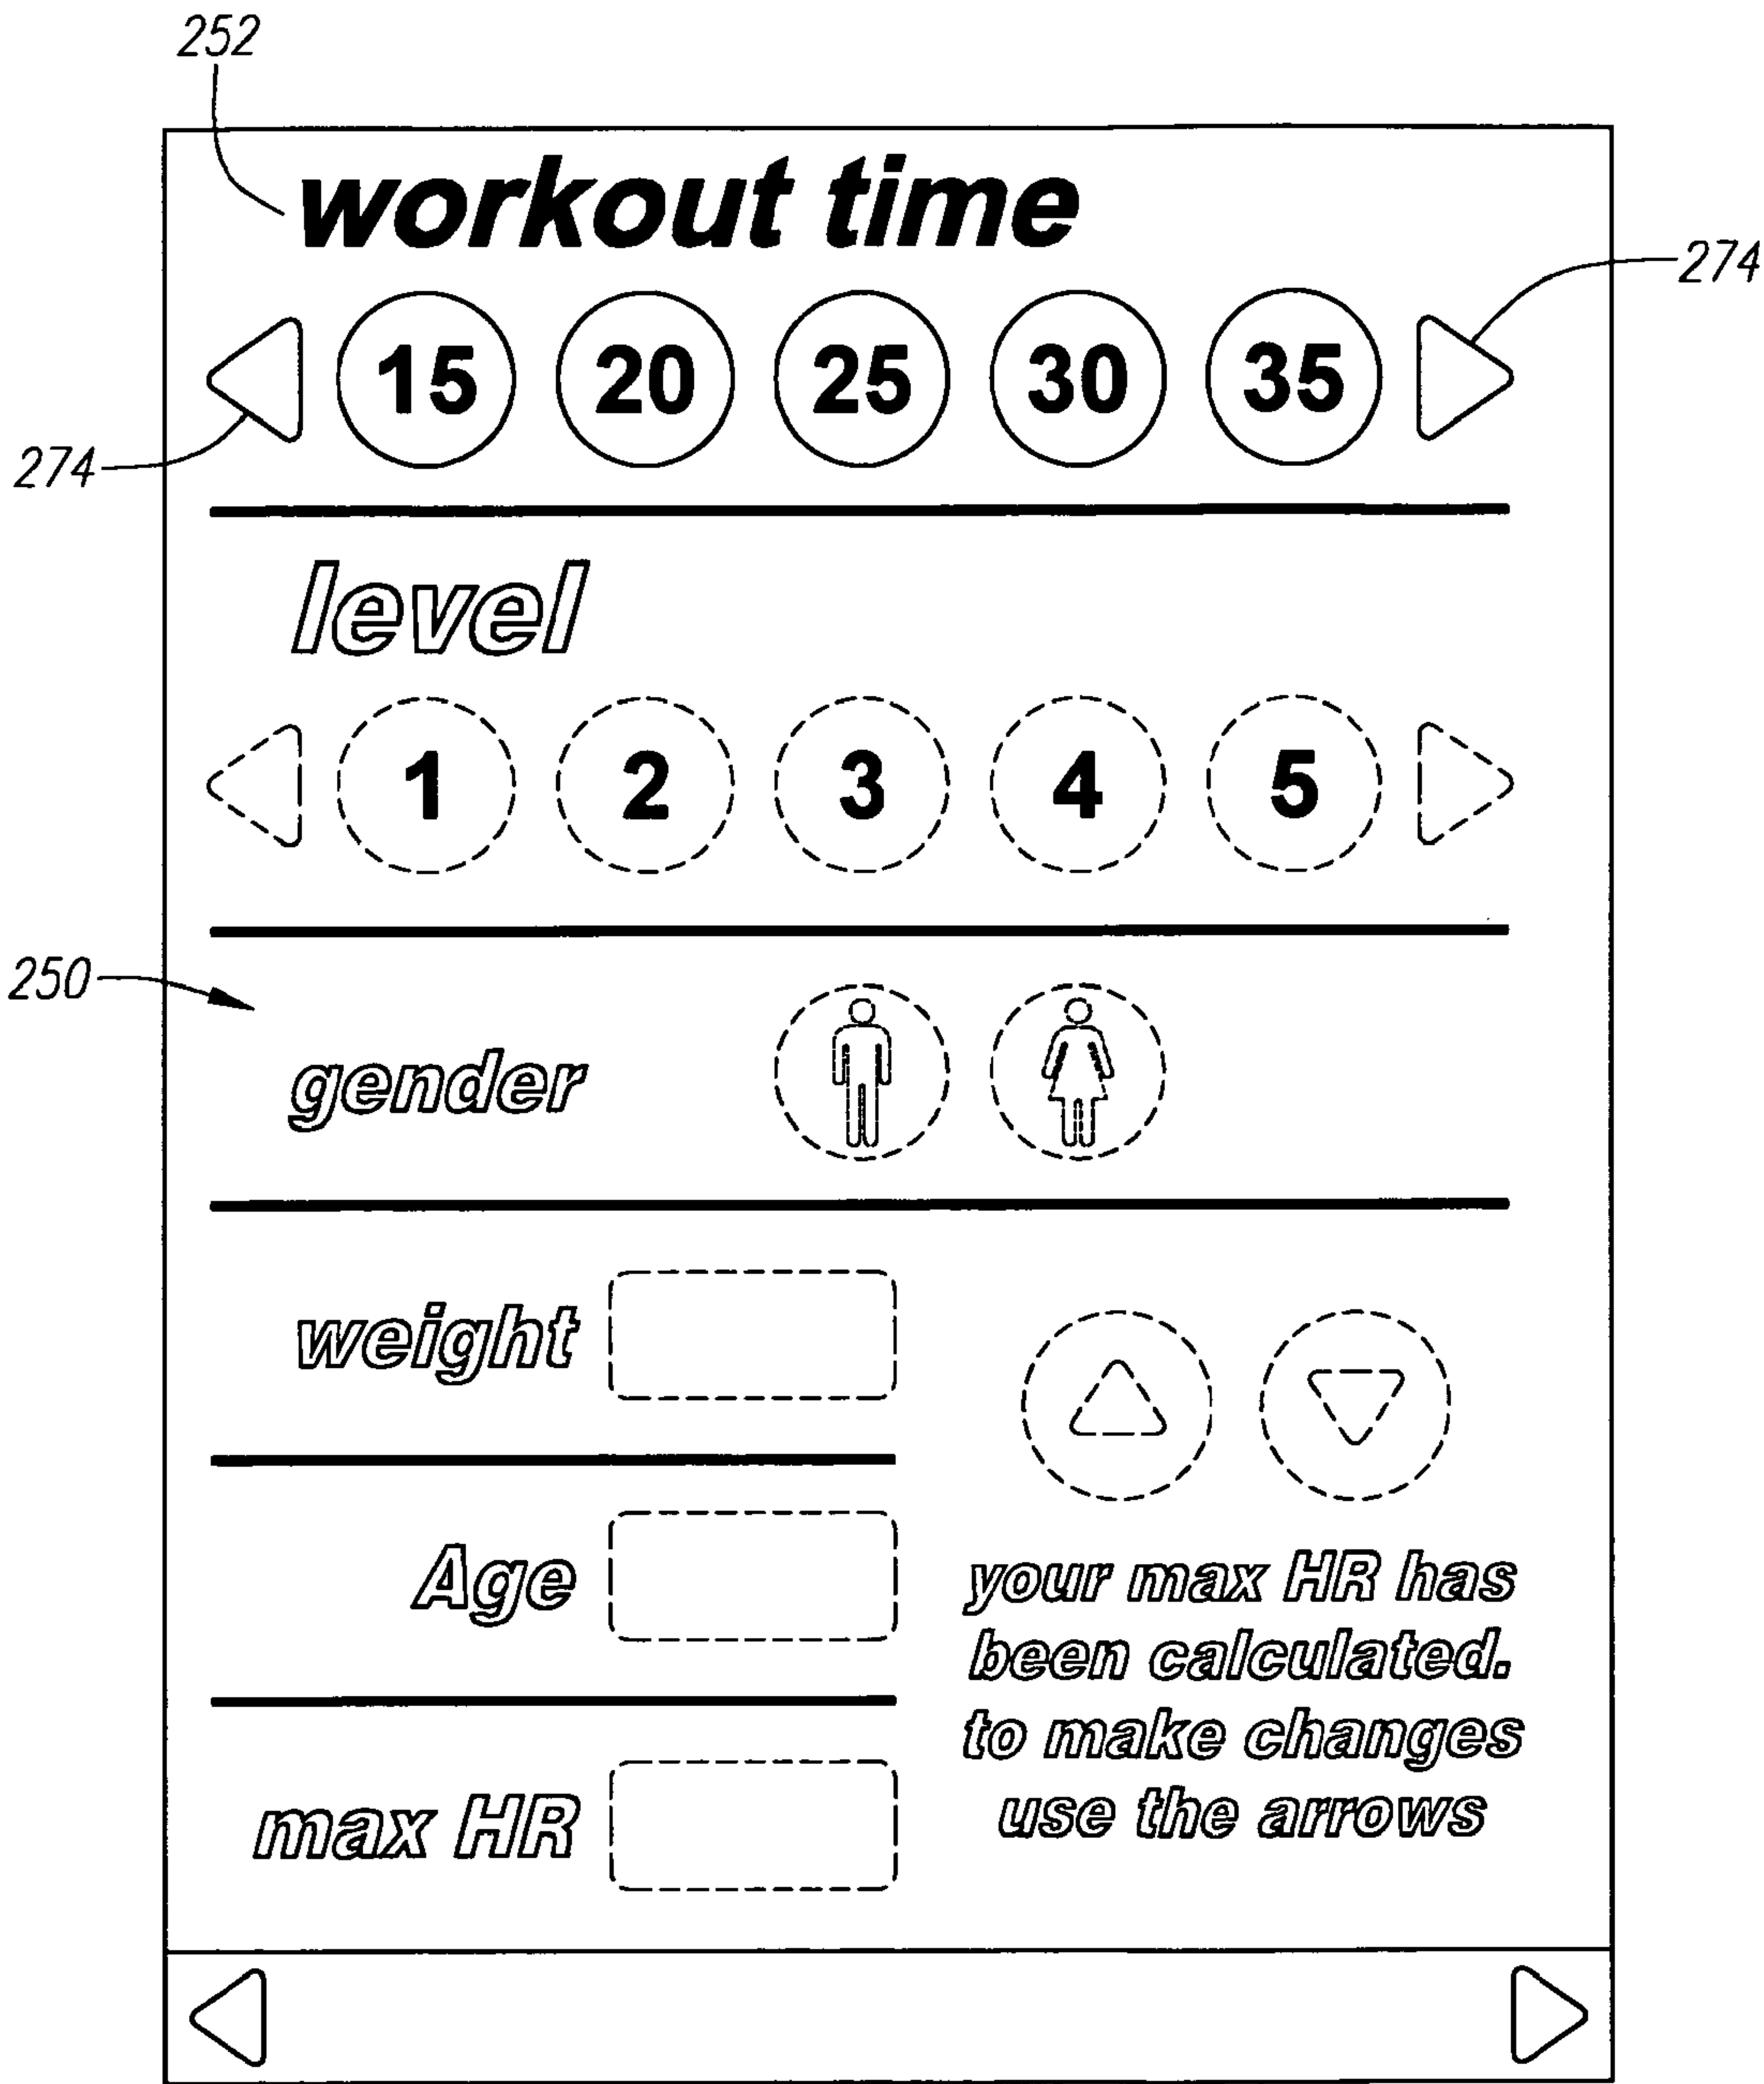 252
workout time
274
15 20 25 30 35
274
level
1 2 3 4 5
250
gender
weight
Age
your max HR has
been calculated.
to make changes
use the arrows
max HR